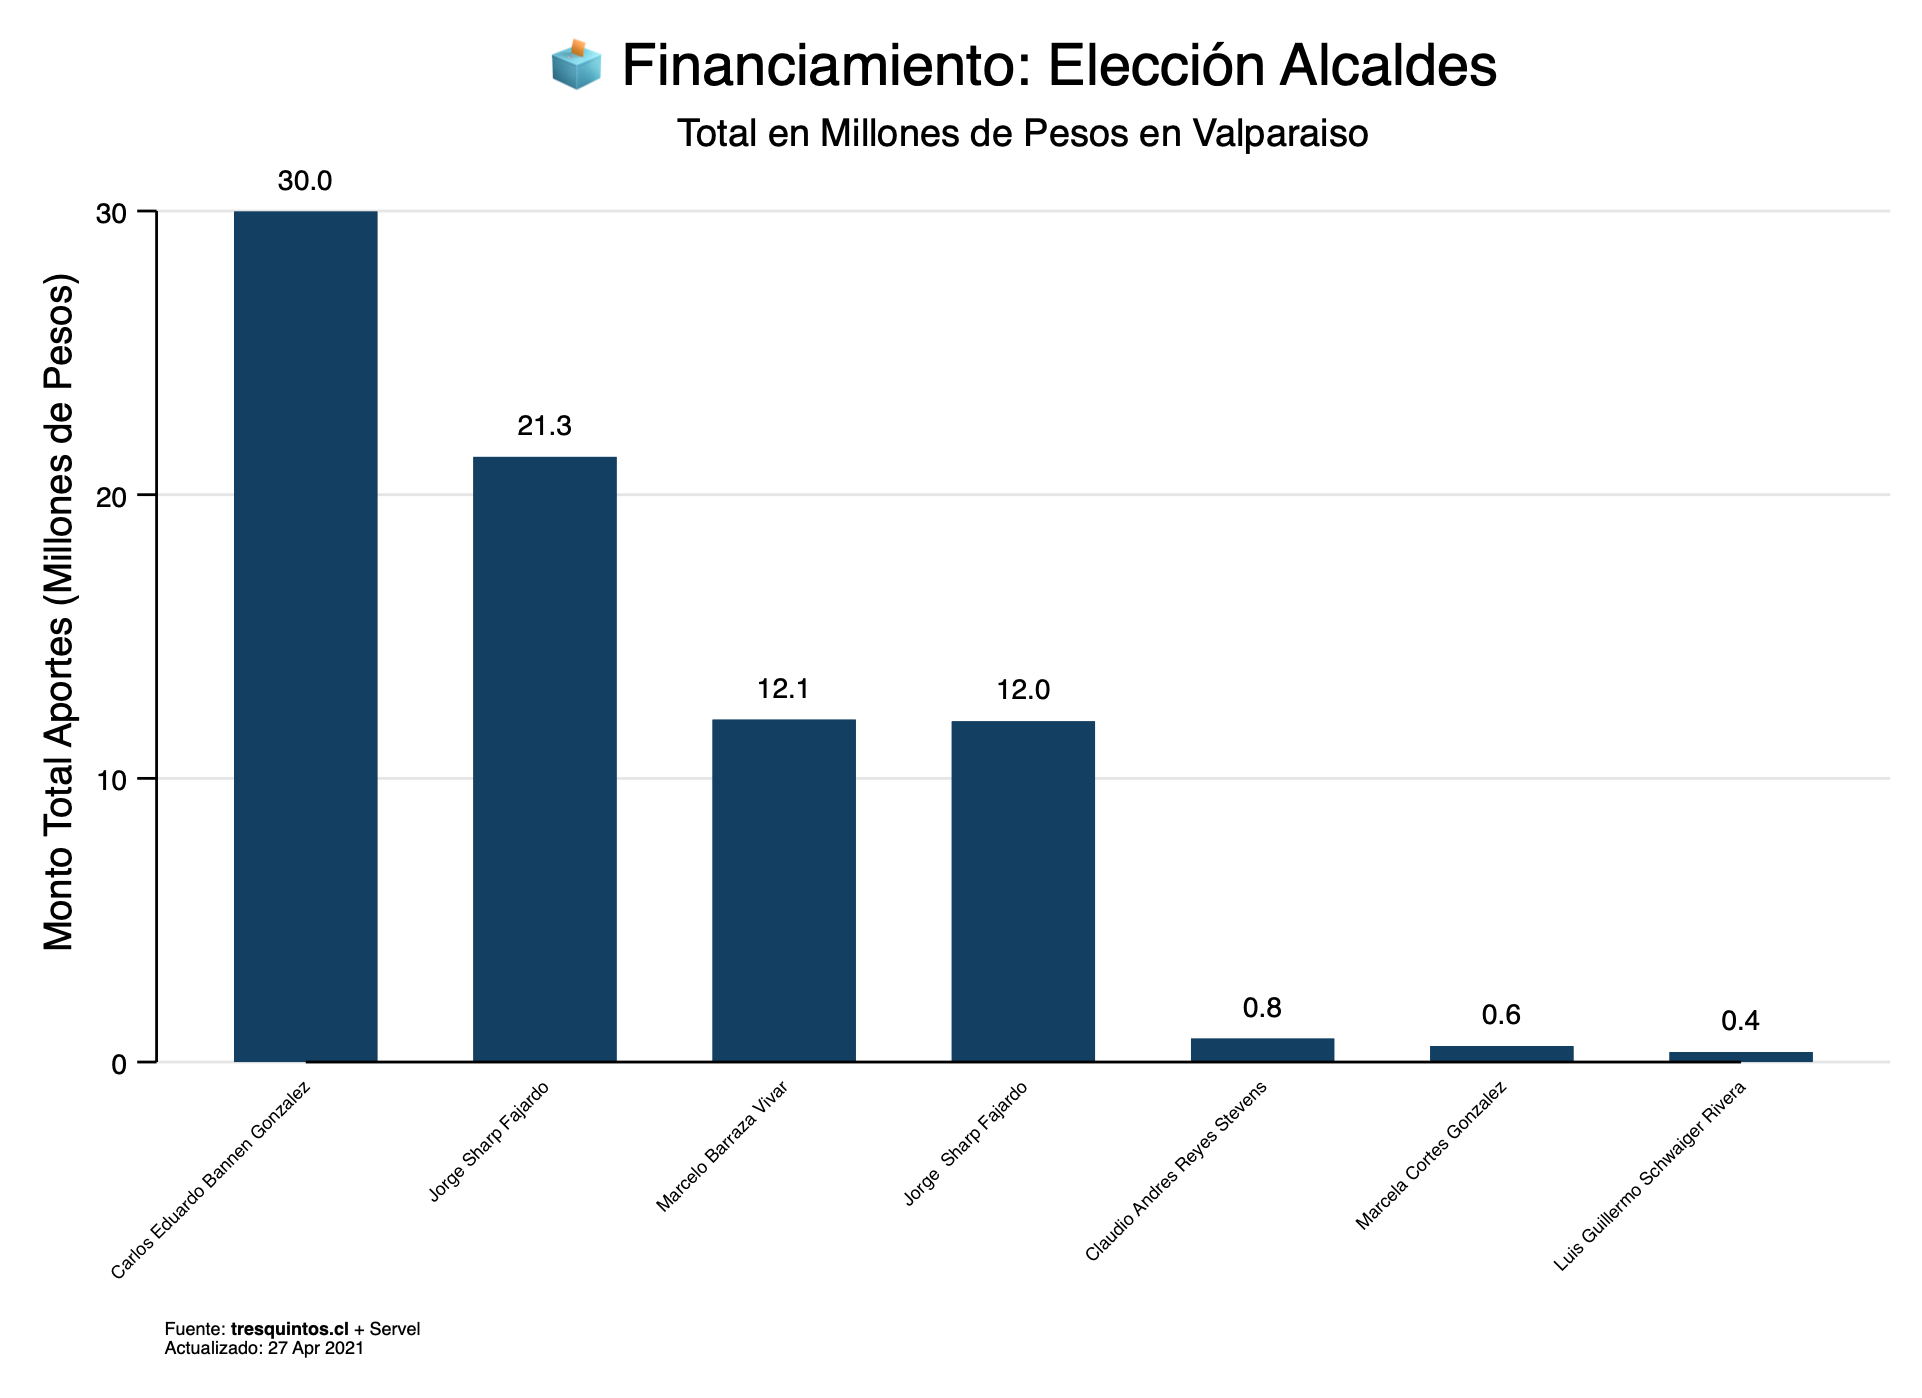 Financiamiento: Elección Alcaldes
Total en Millones de Pesos en Valparaiso
Monto Total Aportes (Millones de Pesos)
30
20
10
0
30.0
21.3
12.1
12.0
0.8
0.6
0.4
Carlos Eduardo Bannen Gonzalez
Jorge Sharp Fajardo
Marcelo Barraza Vivar
Jorge  Sharp Fajardo
Claudio Andres Reyes Stevens
Marcela Cortes Gonzalez
Luis Guillermo Schwaiger Rivera
Fuente: tresquintos.cl + Servel
Actualizado: 27 Apr 2021